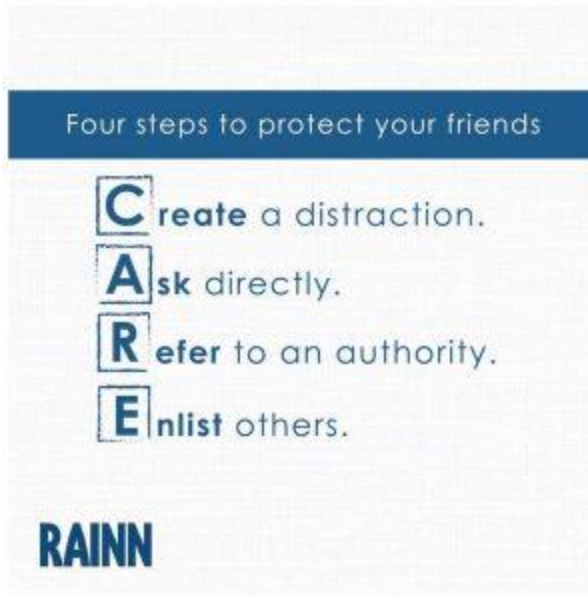 Four steps to protect your friends
Create a distraction.
Ask directly.
Refer to an authority.
Enlist others.
RAINN